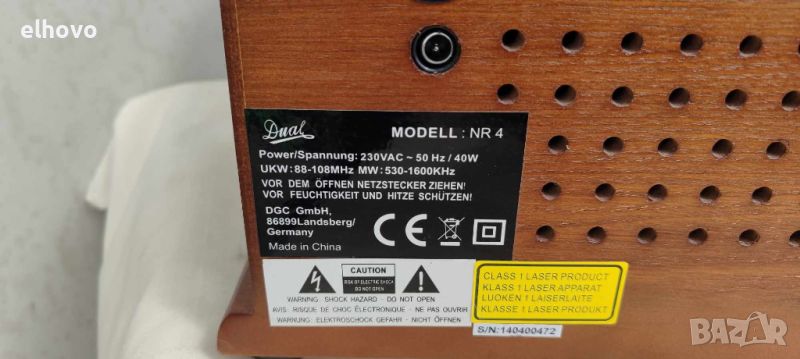 elhovo
Dual
MODELL : NR 4
Power/Spannung: 230VAC ~ 50 Hz / 40W
UKW: 88-108MHz MW: 530-1600KHz
VOR DEM ÖFFNEN NETZSTECKER ZIEHEN!
VOR FEUCHTIGKEIT UND HITZE SCHÜTZEN!
DGC GmbH,
86899Landsberg/
Germany
Made in China
CE
CAUTION
RISK OF ELECTRIC SHOCK
DO NOT OPEN
WARNING: SHOCK HAZARD - DO NOT OPEN
AVIS: RISQUE DE CHOC ÉLECTRONIQUE - NE PAS OUVRIR
WARNUNG: ELEKTROSCHOCK GEFAHR - NICHT ÖFFNEN
CLASS 1 LASER PRODUCT
KLASS 1 LASER APPARAT
LUOKEN 1 LAISERLAITE
KLASSE 1 LASER PRODUKT
S/N:140400472
BAZAR.BG